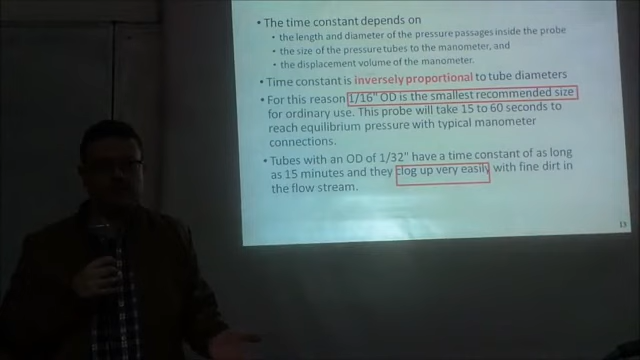 • The time constant depends on
• the length and diameter of the pressure passages inside the probe
• the size of the pressure tubes to the manometer, and
• the displacement volume of the manometer.
• Time constant is inversely proportional to tube diameters
• For this reason 1/16" OD is the smallest recommended size
for ordinary use. This probe will take 15 to 60 seconds to
reach equilibrium pressure with typical manometer
connections.
• Tubes with an OD of 1/32" have a time constant of as long
as 15 minutes and they clog up very easily with fine dirt in
the flow stream.